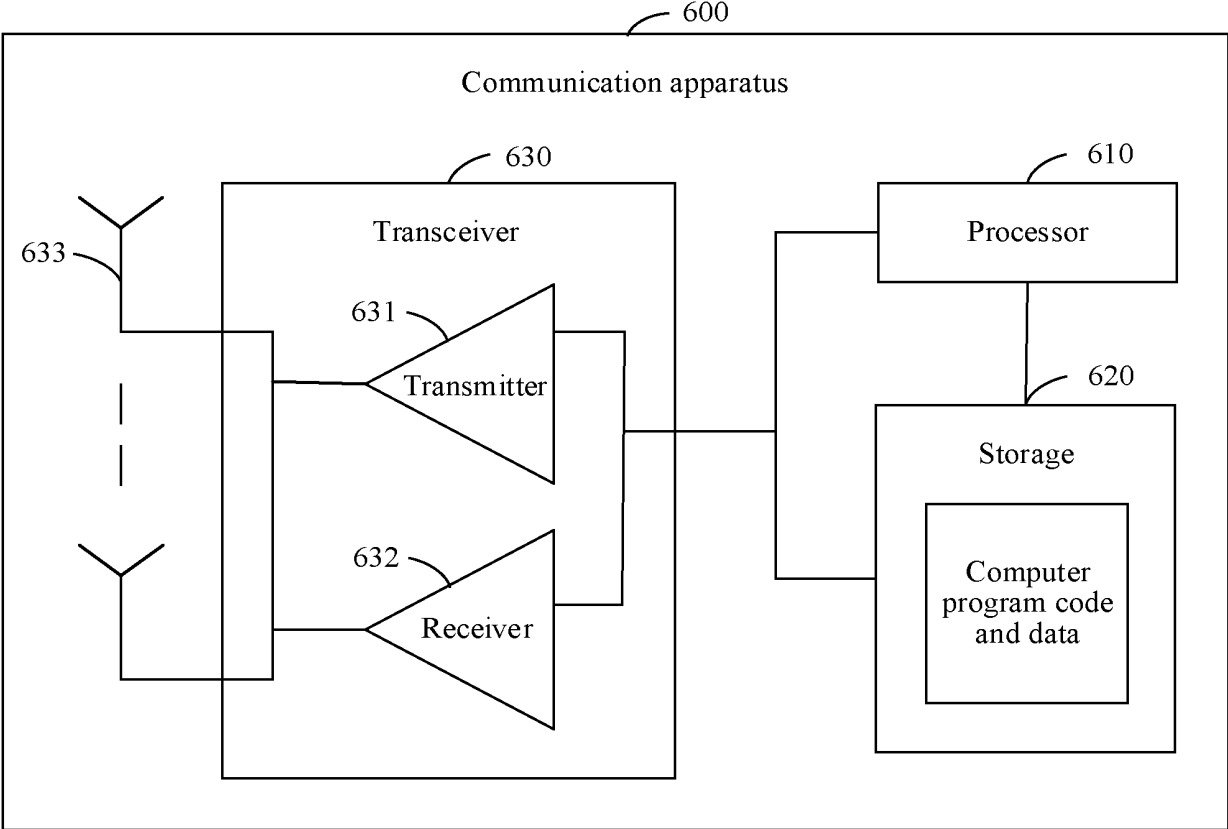 600
Communication apparatus
630
610
Transceiver
Processor
633
631
Transmitter
620
Storage
632
Receiver
Computer
program code
and data